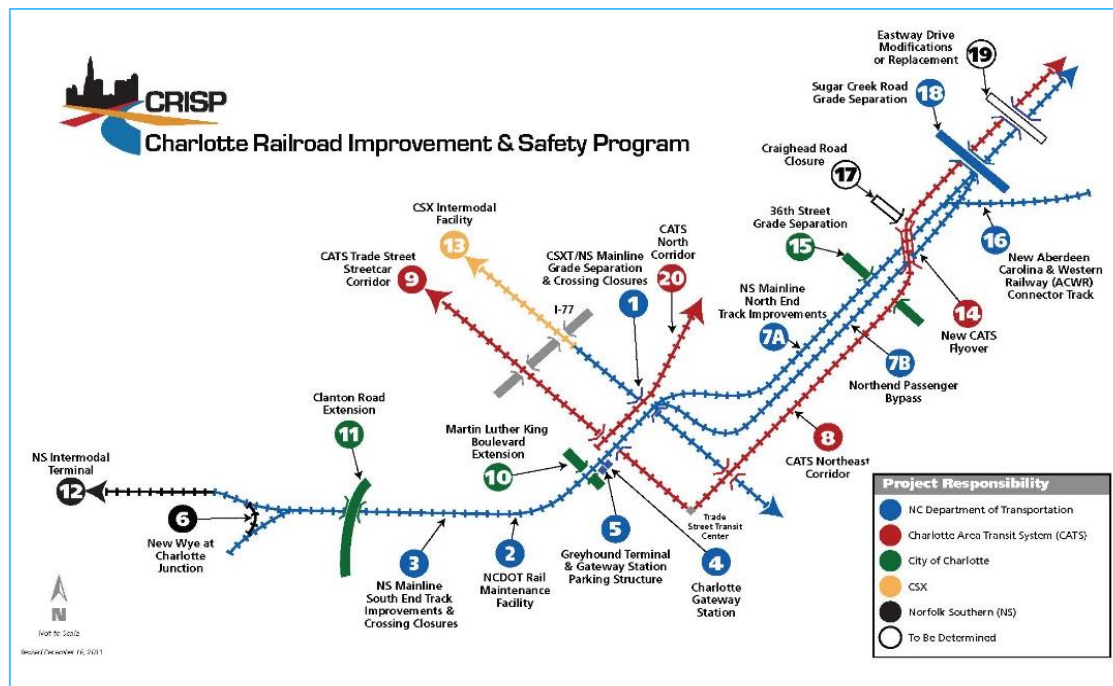 CRISP
Charlotte Railroad Improvement & Safety Program
Eastway Drive
Modifications
or Replacement
19
Sugar Creek Road
Grade Separation
18
Craighead Road
Closure
17
36th Street
Grade Separation
15
16
New Aberdeen
Carolina & Western
Railway (ACWR)
Connector Track
CSX Intermodal
Facility
13
CATS Trade Street
Streetcar
Corridor
9
CSXT/NS Mainline
Grade Separation
& Crossing Closures
1
CATS
North
Corridor
20
I-77
NS Mainline
North End
Track Improvements
7A
14
New CATS
Flyover
7B
Northend Passenger
Bypass
8
CATS Northeast
Corridor
Clanton Road
Extension
11
Martin Luther King
Boulevard
Extension
10
NS Intermodal
Terminal
12
6
New Wye at
Charlotte
Junction
3
NS Mainline
South End Track
Improvements &
Crossing Closures
2
NCDOT Rail
Maintenance
Facility
5
Greyhound Terminal
& Gateway Station
Parking Structure
4
Charlotte
Gateway
Station
Trade
Street Transit
Center
Project Responsibility
NC Department of Transportation
Charlotte Area Transit System (CATS)
City of Charlotte
CSX
Norfolk Southern (NS)
To Be Determined
N
Not to Scale
Revised December 16, 2011